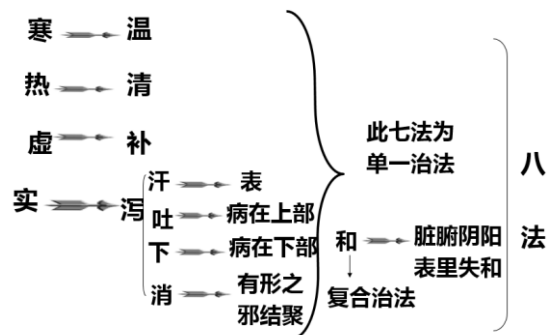 寒 温
热 清
虚 补
实 泻
汗 表
吐 病在上部
下 病在下部
消 有形之
邪结聚
此七法为
单一治法
和 脏腑阴阳
表里失和
复合治法
八
法